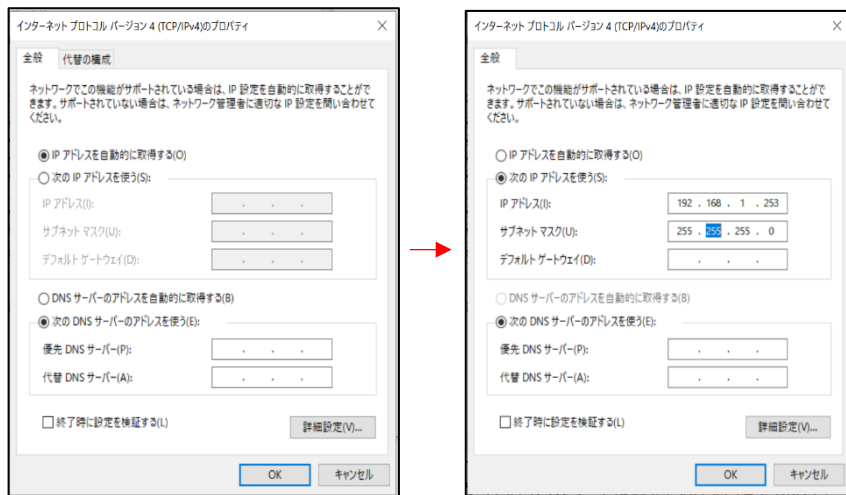 インターネット プロトコル バージョン 4 (TCP/IPv4)のプロパティ
全般
代替の構成
ネットワークでこの機能がサポートされている場合は、IP 設定を自動的に取得することがで
きます。サポートされていない場合は、ネットワーク管理者に適切な IP 設定を問い合わせて
ください。
IP アドレスを自動的に取得する(O)
次の IP アドレスを使う(S):
IP アドレス(I):
サブネット マスク(U):
デフォルト ゲートウェイ(D):
DNS サーバーのアドレスを自動的に取得する(B)
次の DNS サーバーのアドレスを使う(E):
優先 DNS サーバー(P):
代替 DNS サーバー(A):
終了時に設定を検証する(L)
詳細設定(V)...
OK
キャンセル
インターネット プロトコル バージョン 4 (TCP/IPv4)のプロパティ
全般
ネットワークでこの機能がサポートされている場合は、IP 設定を自動的に取得することがで
きます。サポートされていない場合は、ネットワーク管理者に適切な IP 設定を問い合わせて
ください。
IP アドレスを自動的に取得する(O)
次の IP アドレスを使う(S):
IP アドレス(I): 192 . 168 . 1 . 253
サブネット マスク(U): 255 . 255 . 255 . 0
デフォルト ゲートウェイ(D):
DNS サーバーのアドレスを自動的に取得する(B)
次の DNS サーバーのアドレスを使う(E):
優先 DNS サーバー(P):
代替 DNS サーバー(A):
終了時に設定を検証する(L)
詳細設定(V)...
OK
キャンセル